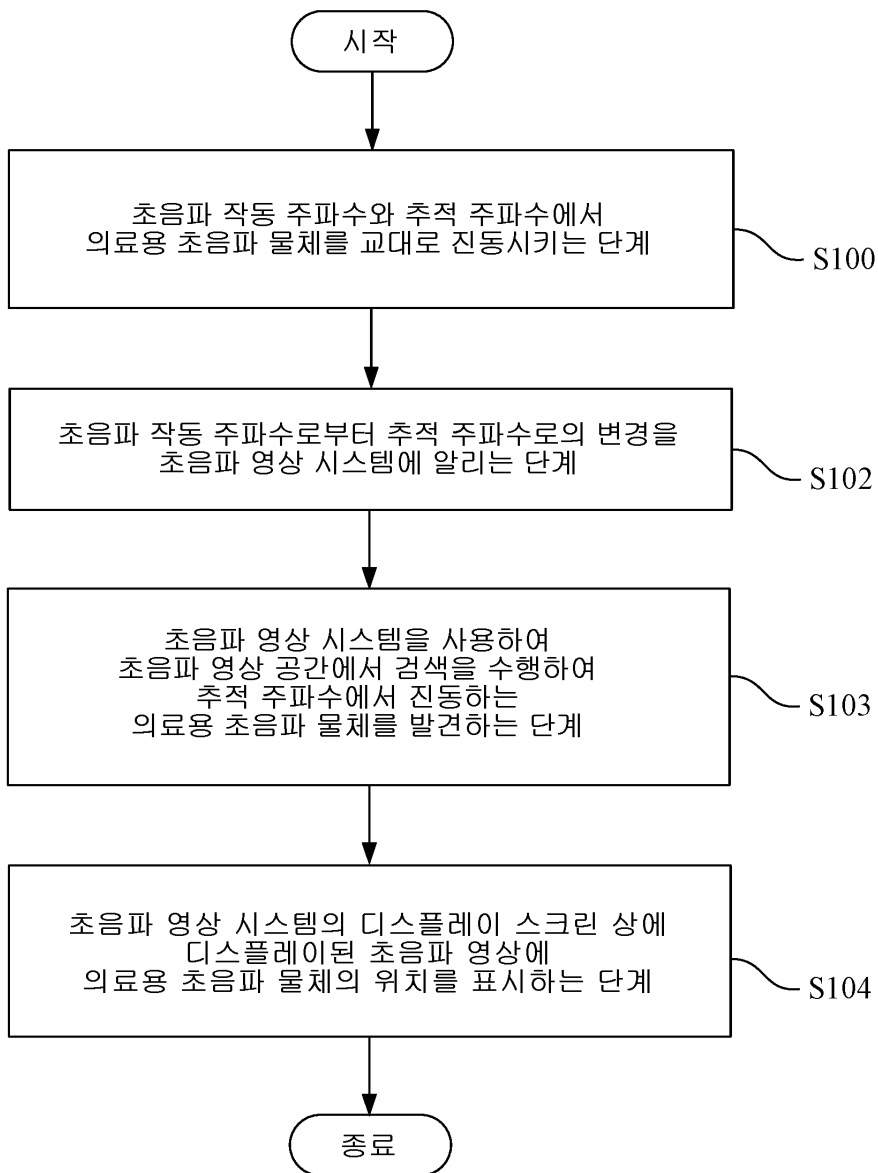 시작
초음파 작동 주파수와 추적 주파수에서
의료용 초음파 물체를 교대로 진동시키는 단계
S100
초음파 작동 주파수로부터 추적 주파수로의 변경을
초음파 영상 시스템에 알리는 단계
S102
초음파 영상 시스템을 사용하여
초음파 영상 공간에서 검색을 수행하여
추적 주파수에서 진동하는
의료용 초음파 물체를 발견하는 단계
S103
초음파 영상 시스템의 디스플레이 스크린 상에
디스플레이된 초음파 영상에
의료용 초음파 물체의 위치를 표시하는 단계
S104
종료